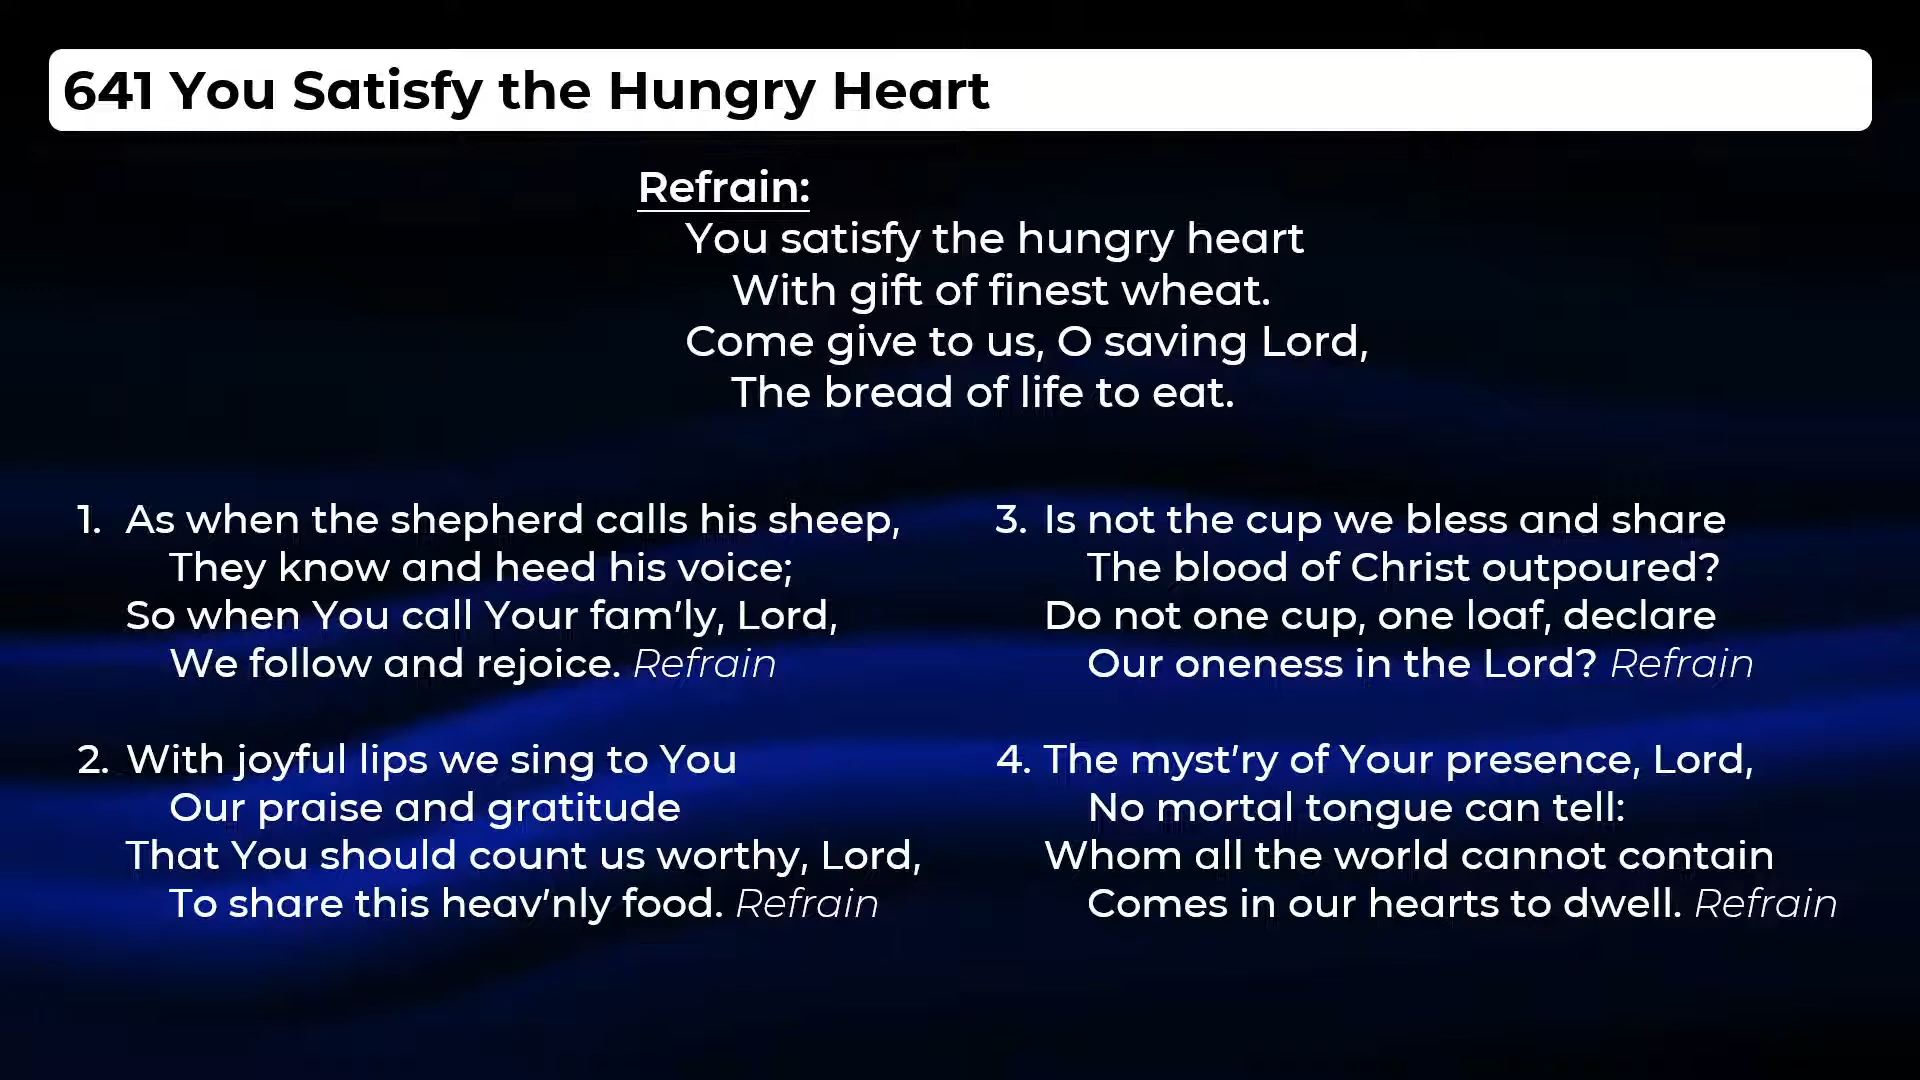 641 You Satisfy the Hungry Heart
Refrain:
You satisfy the hungry heart
With gift of finest wheat.
Come give to us, O saving Lord,
The bread of life to eat.
1. As when the shepherd calls his sheep,
They know and heed his voice;
So when You call Your fam’ly, Lord,
We follow and rejoice. Refrain
2. With joyful lips we sing to You
Our praise and gratitude
That You should count us worthy, Lord,
To share this heav’nly food. Refrain
3. Is not the cup we bless and share
The blood of Christ outpoured?
Do not one cup, one loaf, declare
Our oneness in the Lord? Refrain
4. The myst’ry of Your presence, Lord,
No mortal tongue can tell:
Whom all the world cannot contain
Comes in our hearts to dwell. Refrain